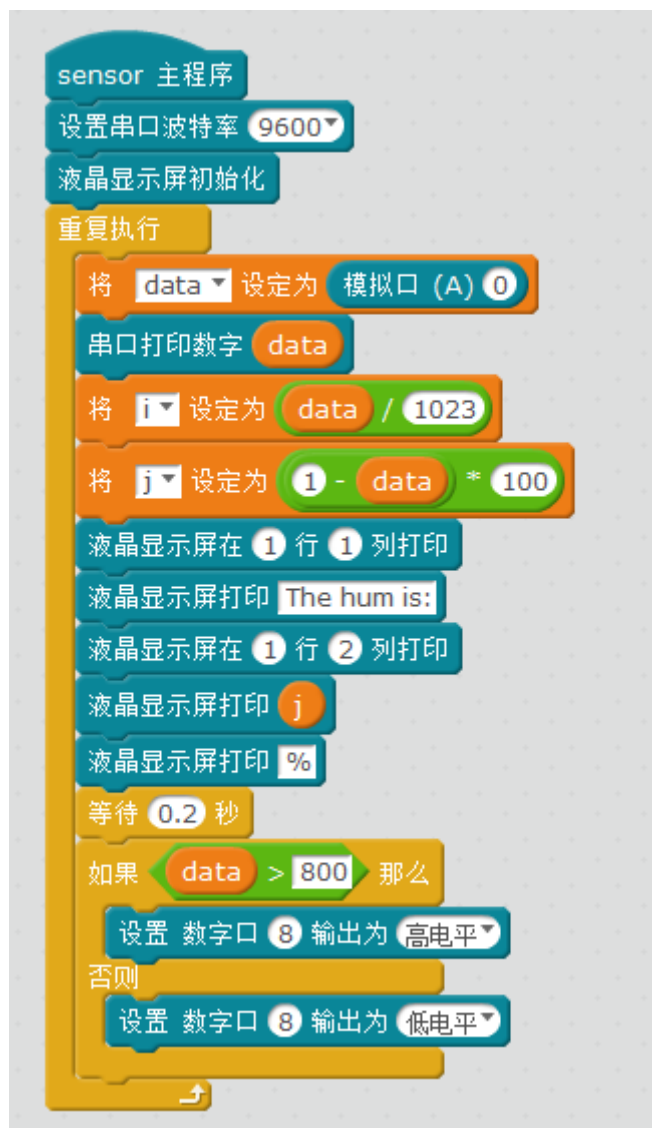 sensor 主程序
设置串口波特率 9600
液晶显示屏初始化
重复执行
将 data 设定为 模拟口 (A) 0
串口打印数字 data
将 i 设定为 data / 1023
将 j 设定为 1 - data * 100
液晶显示屏在 1 行 1 列打印
液晶显示屏打印 The hum is:
液晶显示屏在 1 行 2 列打印
液晶显示屏打印 j
液晶显示屏打印 %
等待 0.2 秒
如果 data > 800 那么
设置 数字口 8 输出为 高电平
否则
设置 数字口 8 输出为 低电平